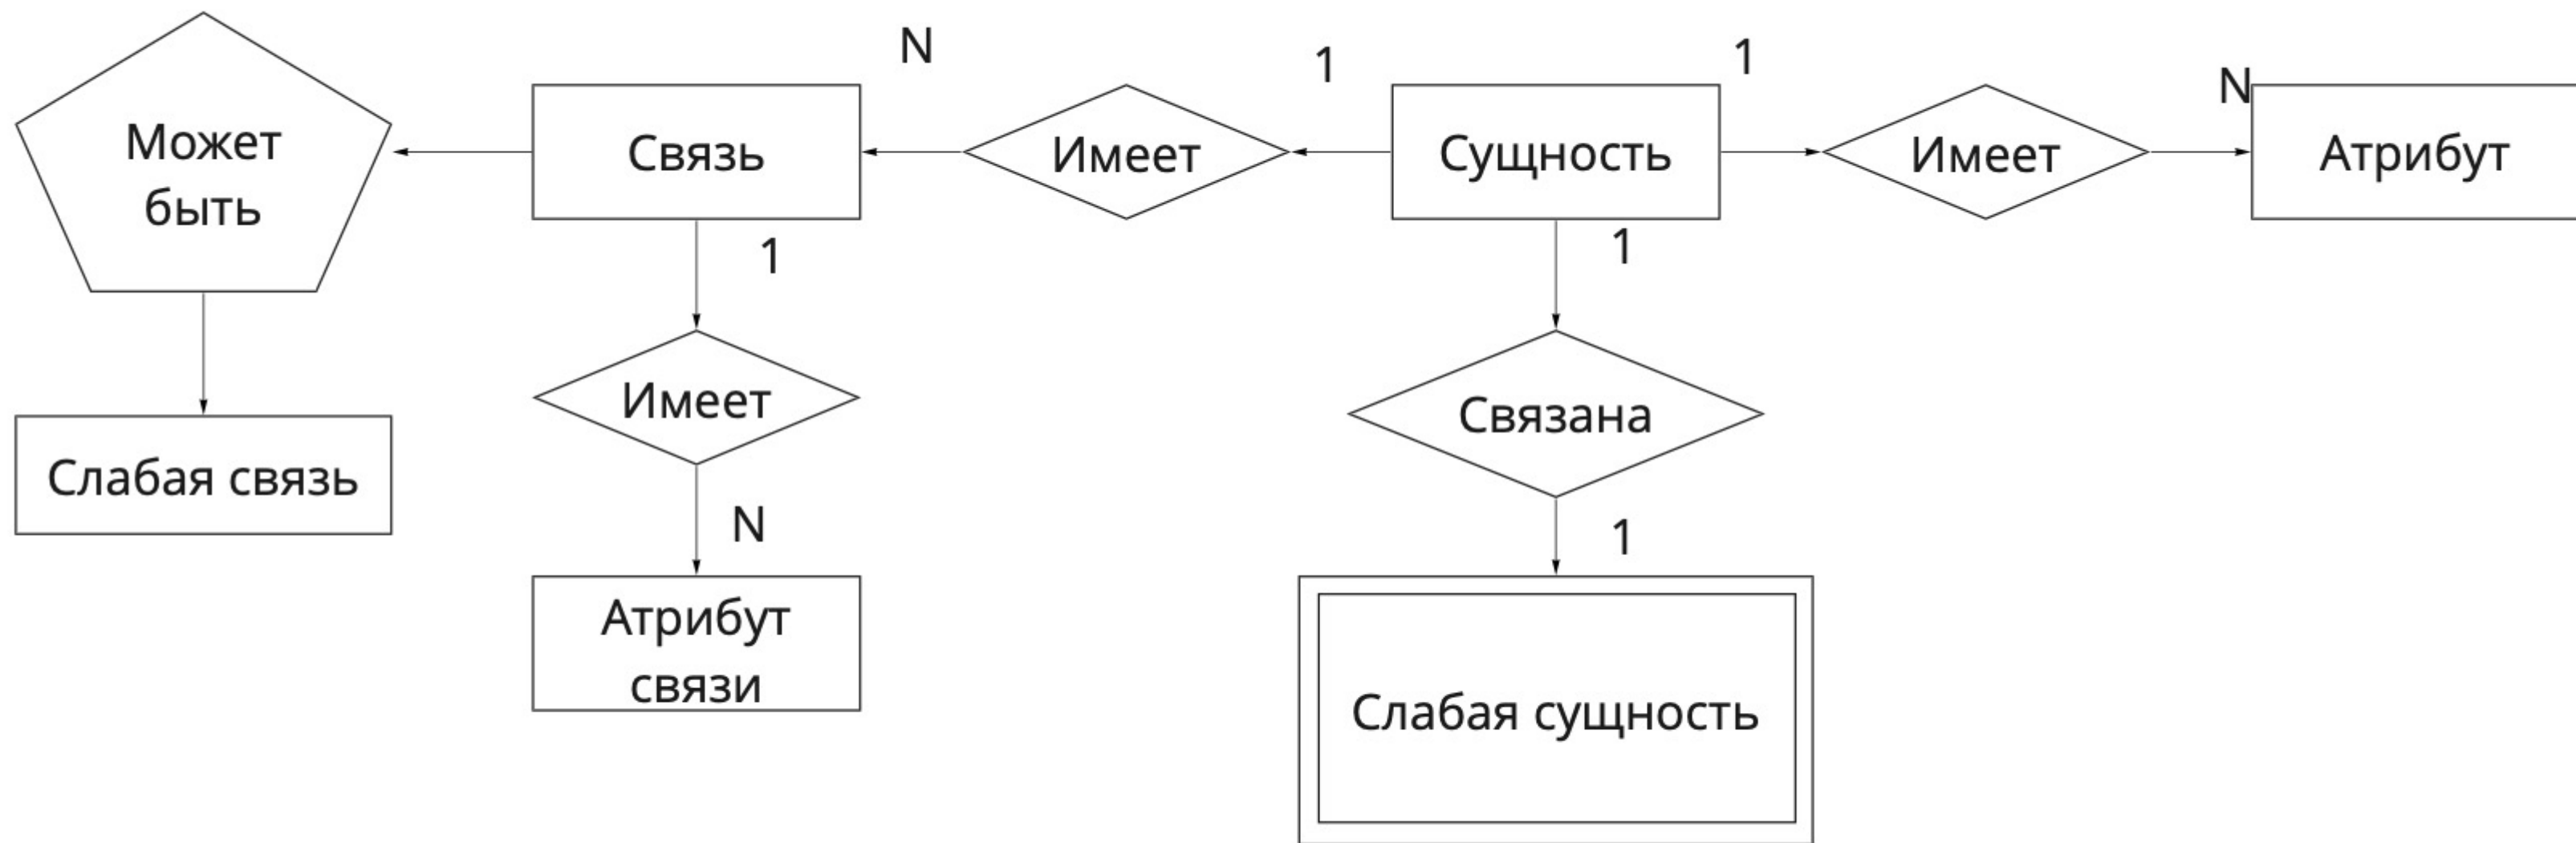 N
1
1
N
Может
быть
Связь
Имеет
Сущность
Имеет
Атрибут
1
1
Имеет
Связана
Слабая связь
N
1
Атрибут
связи
Слабая сущность